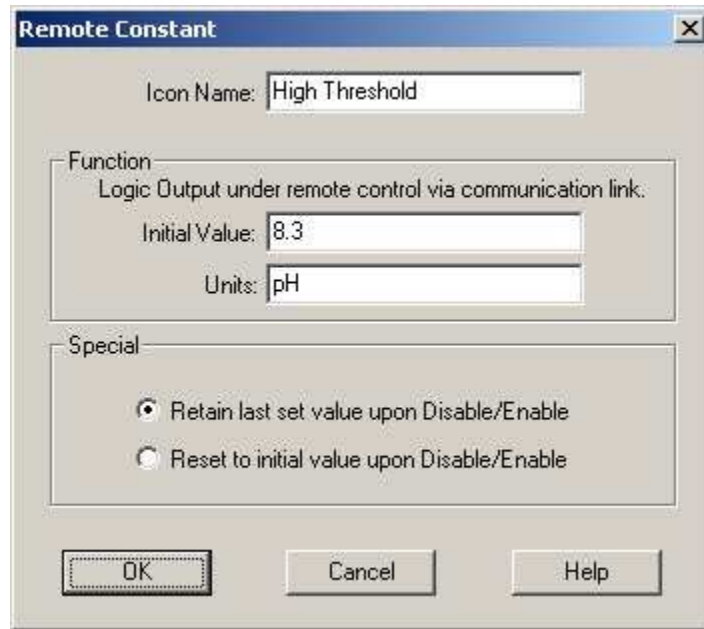 Remote Constant
Icon Name: High Threshold
Function
Logic Output under remote control via communication link.
Initial Value: 8.3
Units: pH
Special
Retain last set value upon Disable/Enable
Reset to initial value upon Disable/Enable
OK Cancel Help